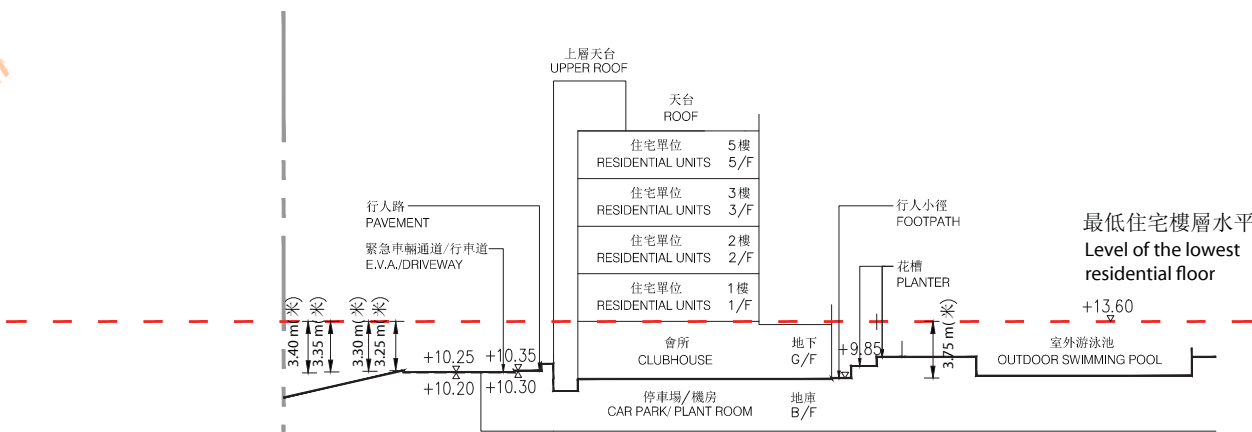 上層天台
UPPER ROOF
天台
ROOF
住宅單位 5樓
RESIDENTIAL UNITS 5/F
住宅單位 3樓
RESIDENTIAL UNITS 3/F
住宅單位 2樓
RESIDENTIAL UNITS 2/F
住宅單位 1樓
RESIDENTIAL UNITS 1/F
會所 地下
CLUBHOUSE G/F
停車場/機房 地庫
CAR PARK/ PLANT ROOM B/F
行人路
PAVEMENT
緊急車輛通道/行車道
E.V.A./DRIVEWAY
3.40 m(米)
3.35 m(米)
3.30 m(米)
3.25 m(米)
+10.25 +10.35
+10.20 +10.30
行人小徑
FOOTPATH
花槽
PLANTER
+9.85
3.75 m(米)
最低住宅樓層水平
Level of the lowest
residential floor
+13.60
室外游泳池
OUTDOOR SWIMMING POOL